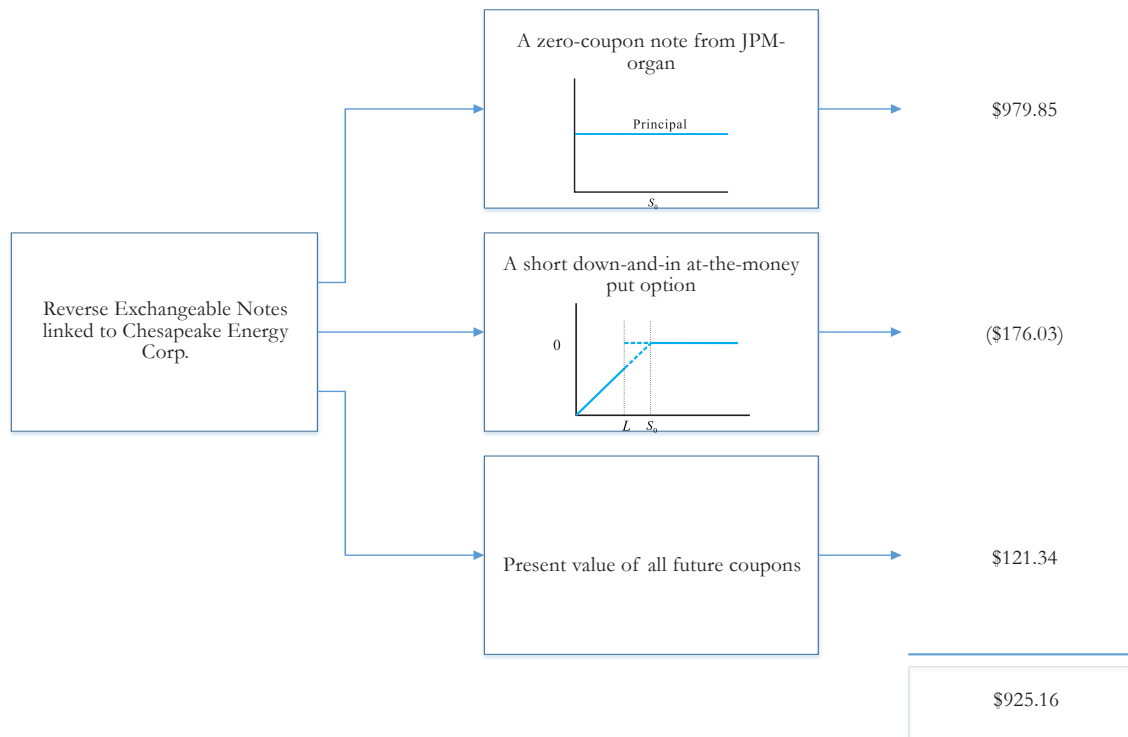 A zero-coupon note from JPM-
organ
Principal
S₀
$979.85
Reverse Exchangeable Notes
linked to Chesapeake Energy
Corp.
A short down-and-in at-the-money
put option
0
L S₀
($176.03)
Present value of all future coupons
$121.34
$925.16